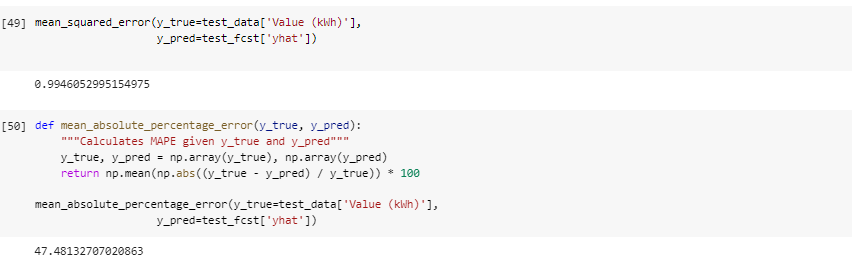 [49] mean_squared_error(y_true=test_data['Value (kWh)'],
y_pred=test_fcst['yhat'])
0.9946052995154975
[50] def mean_absolute_percentage_error(y_true, y_pred):
"""Calculates MAPE given y_true and y_pred"""
y_true, y_pred = np.array(y_true), np.array(y_pred)
return np.mean(np.abs((y_true - y_pred) / y_true)) * 100
mean_absolute_percentage_error(y_true=test_data['Value (kWh)'],
y_pred=test_fcst['yhat'])
47.48132707020863